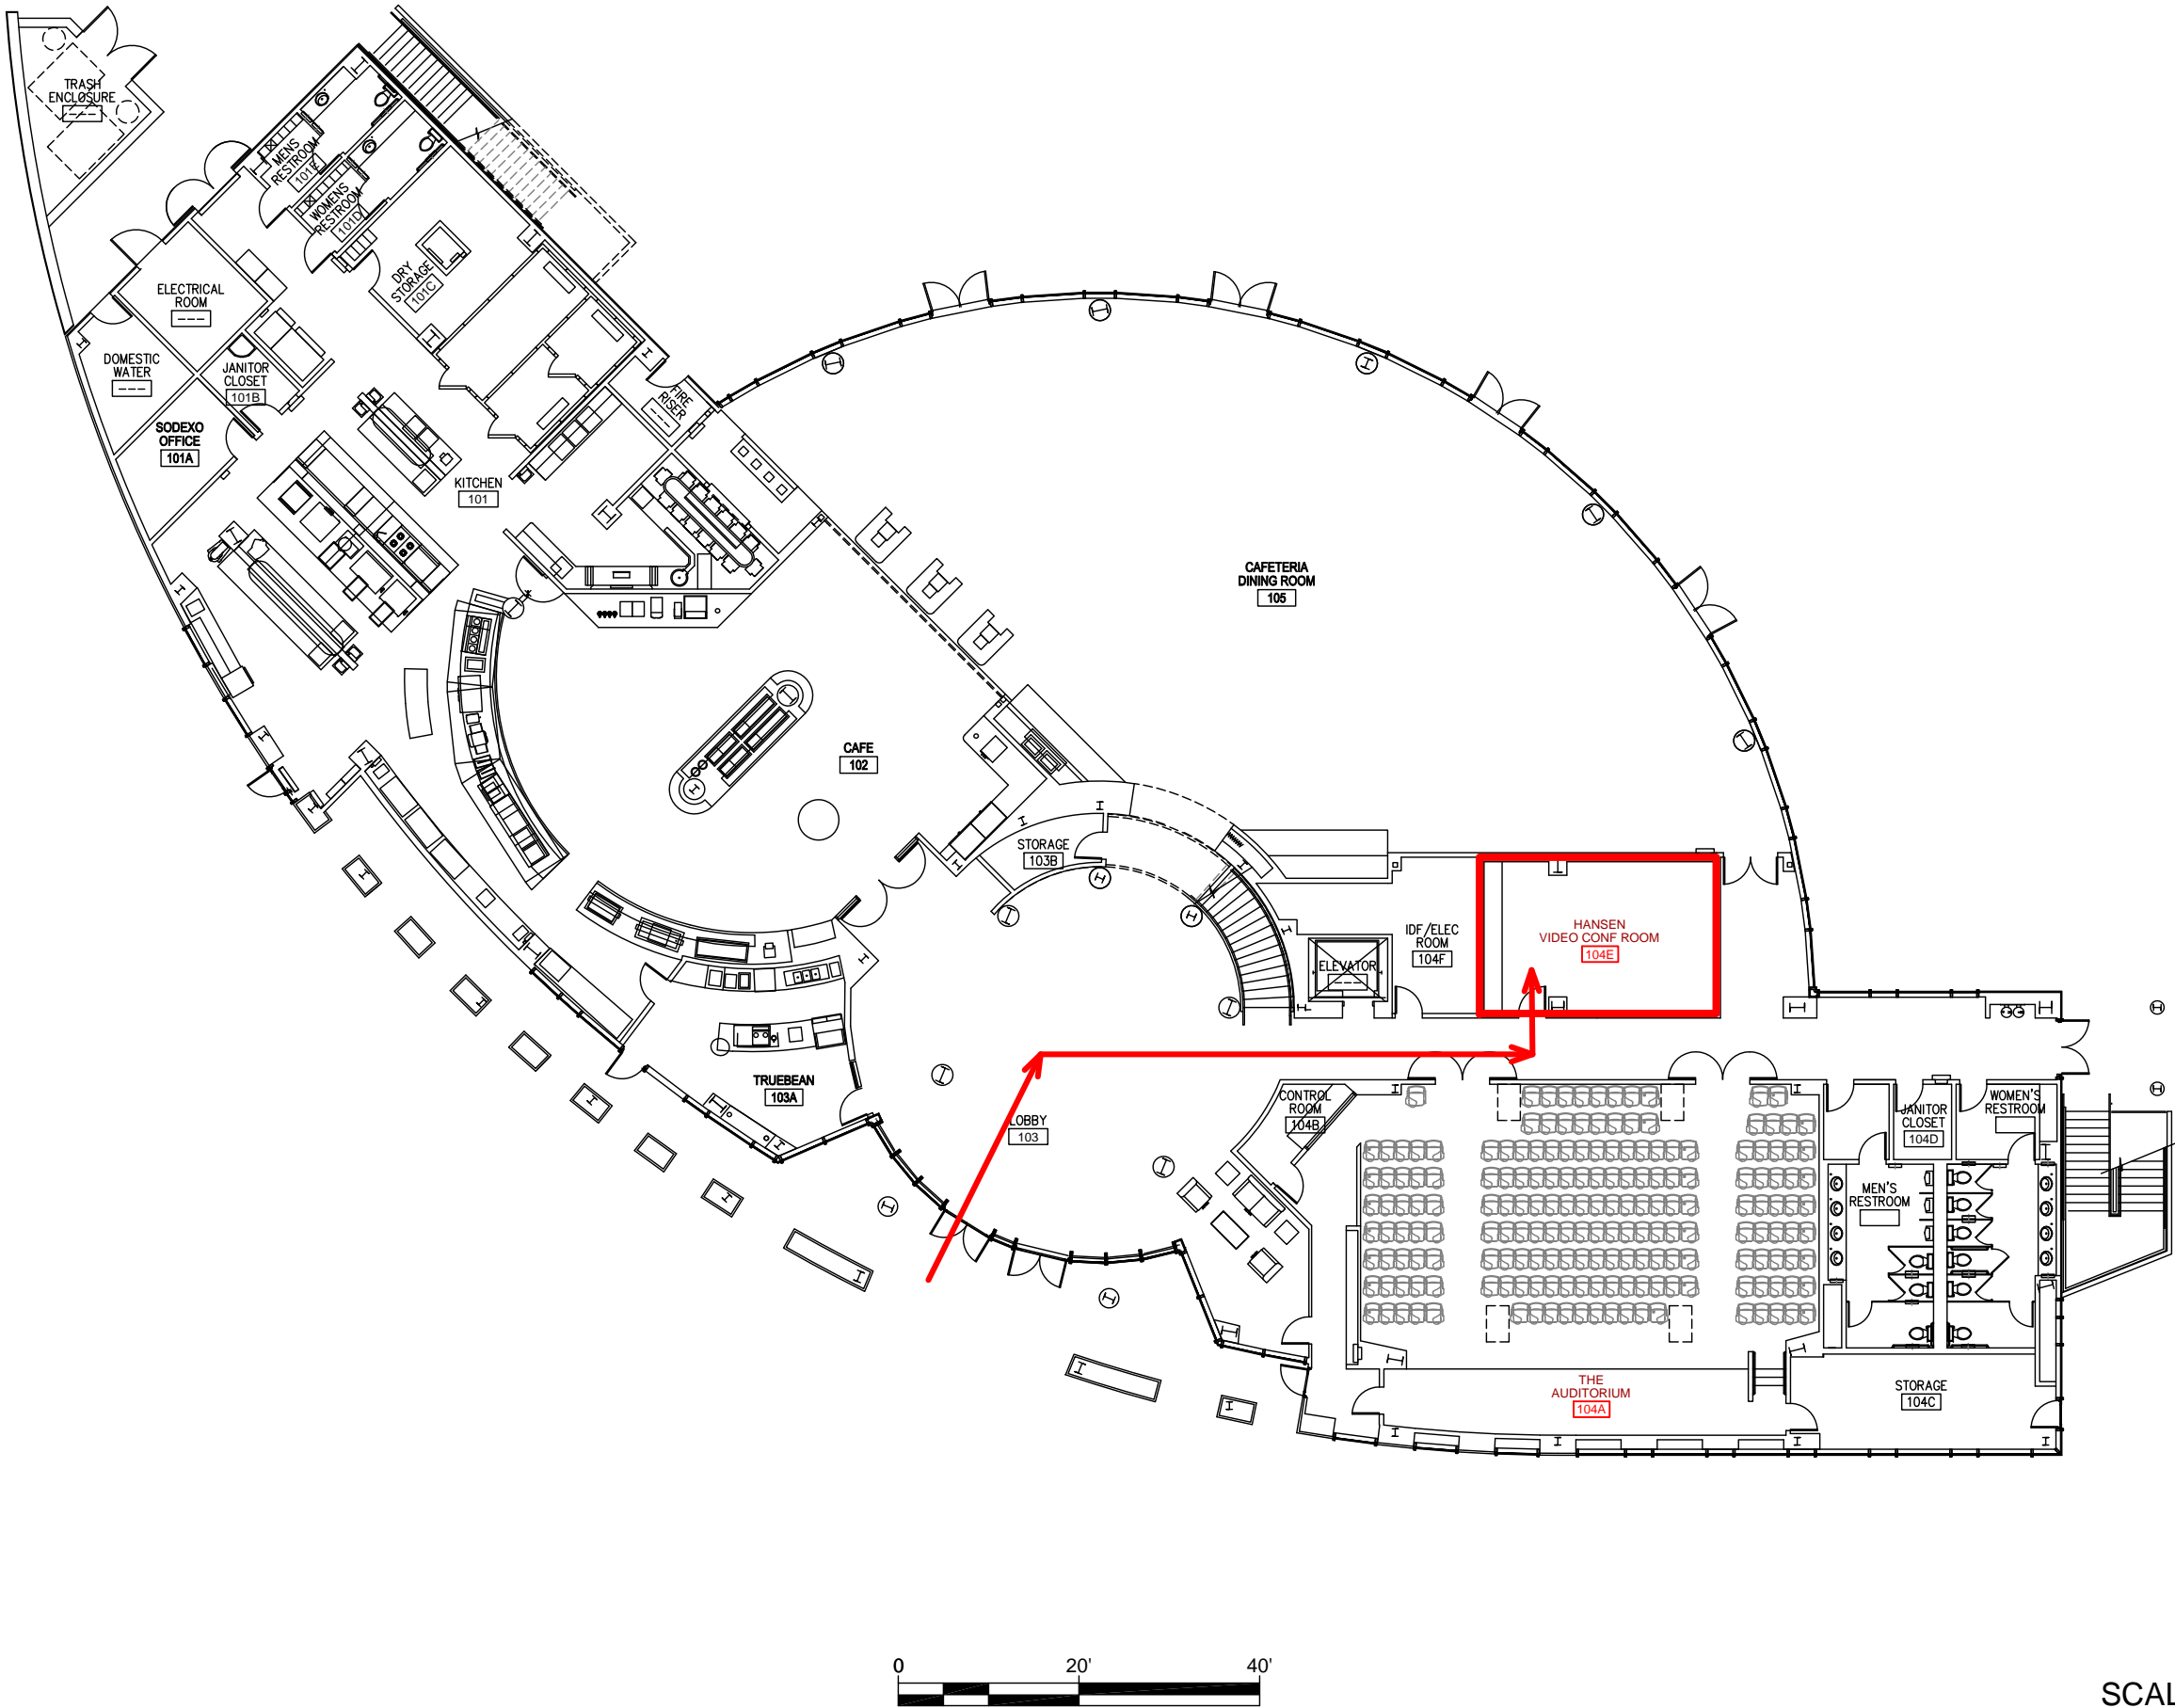 TRASH
ENCLOSURE
----
MENS
RESTROOM
101E
WOMENS
RESTROOM
101D
DRY
STORAGE
101C
ELECTRICAL
ROOM
---
DOMESTIC
WATER
---
JANITOR
CLOSET
101B
FIRE
RISER
----
SODEXO
OFFICE
101A
KITCHEN
101
CAFETERIA
DINING ROOM
105
CAFE
102
STORAGE
103B
IDF/ELEC
ROOM
104F
HANSEN
VIDEO CONF ROOM
104E
ELEVATOR
----
TRUEBEAN
103A
LOBBY
103
CONTROL
ROOM
104B
JANITOR
CLOSET
104D
WOMEN'S
RESTROOM
MEN'S
RESTROOM
THE
AUDITORIUM
104A
STORAGE
104C
0 20' 40'
SCAL